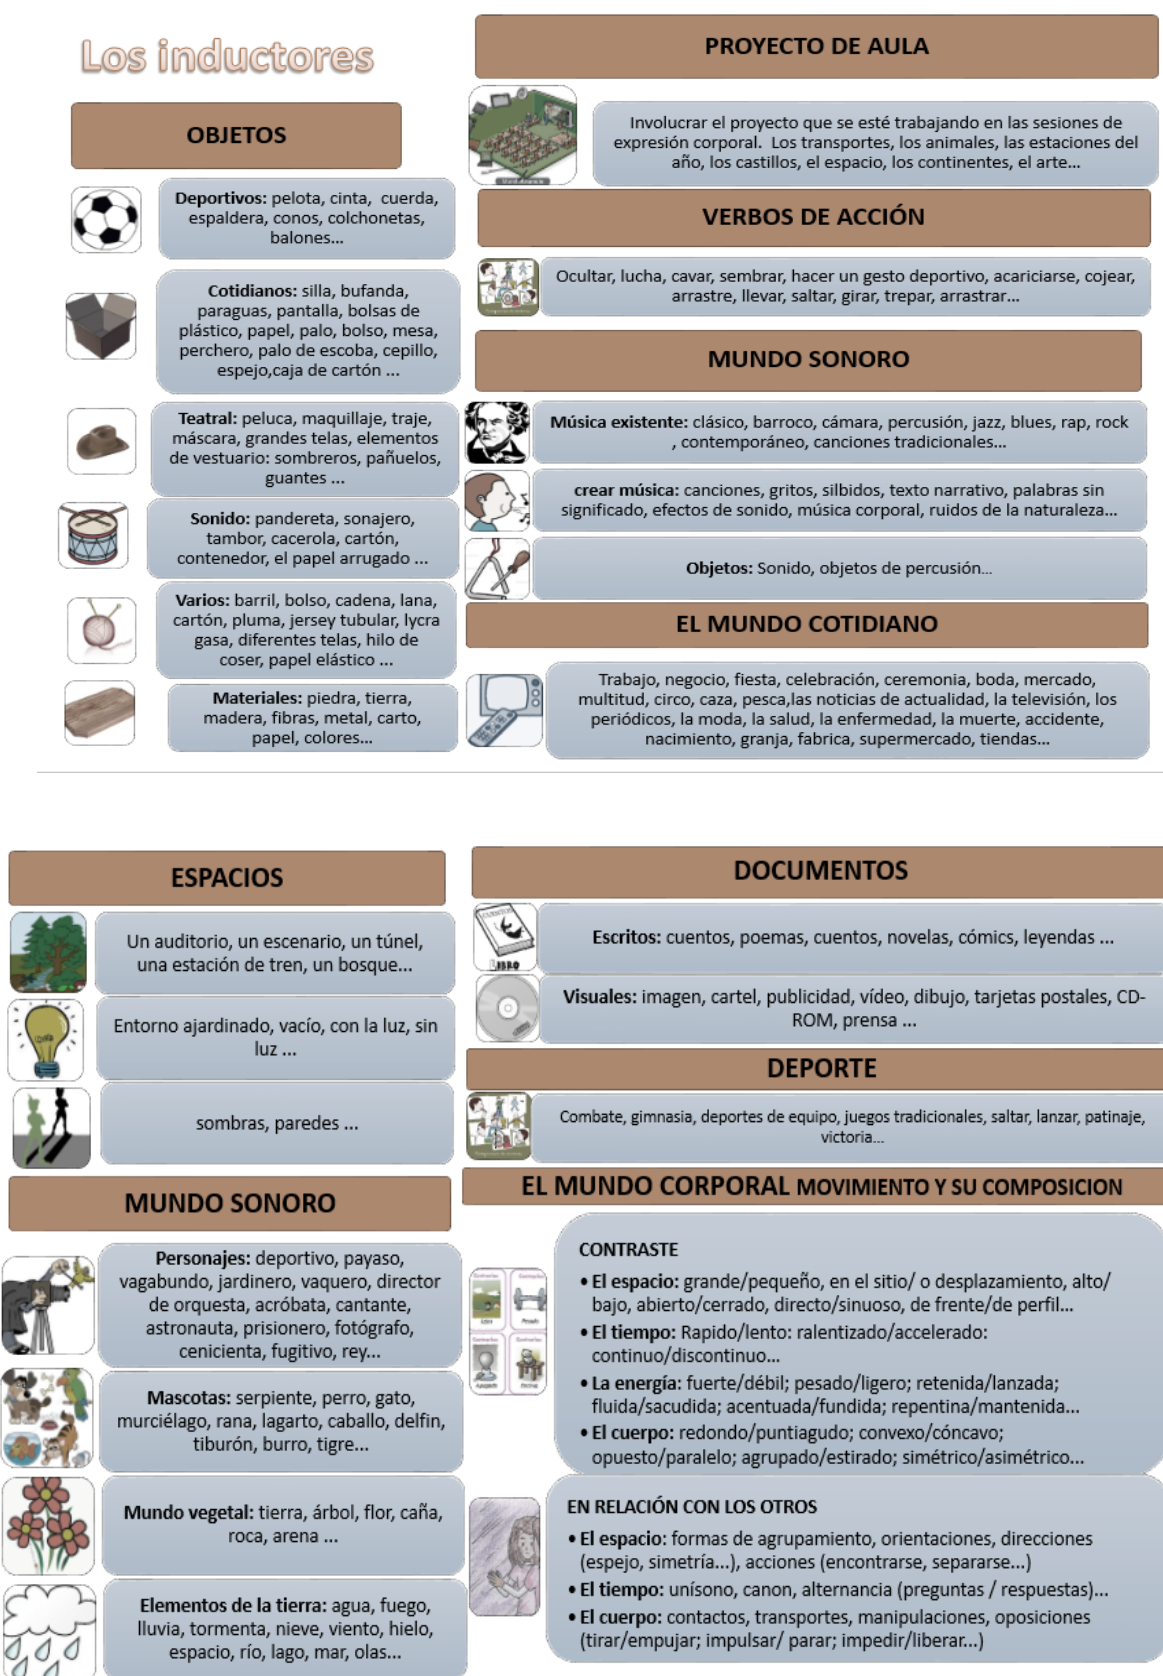 Los inductores
OBJETOS
Deportivos: pelota, cinta, cuerda,
espaldera, conos, colchonetas,
balones...
Cotidianos: silla, bufanda,
paraguas, pantalla, bolsas de
plástico, papel, palo, bolso, mesa,
perchero, palo de escoba, cepillo,
espejo,caja de cartón ...
Teatral: peluca, maquillaje, traje,
máscara, grandes telas, elementos
de vestuario: sombreros, pañuelos,
guantes ...
Sonido: pandereta, sonajero,
tambor, cacerola, cartón,
contenedor, el papel arrugado ...
Varios: barril, bolso, cadena, lana,
cartón, pluma, jersey tubular, lycra
gasa, diferentes telas, hilo de
coser, papel elástico ...
Materiales: piedra, tierra,
madera, fibras, metal, carto,
papel, colores...
PROYECTO DE AULA
Involucrar el proyecto que se esté trabajando en las sesiones de
expresión corporal. Los transportes, los animales, las estaciones del
año, los castillos, el espacio, los continentes, el arte...
VERBOS DE ACCIÓN
Ocultar, lucha, cavar, sembrar, hacer un gesto deportivo, acariciarse, cojear,
arrastre, llevar, saltar, girar, trepar, arrastrar...
MUNDO SONORO
Música existente: clásico, barroco, cámara, percusión, jazz, blues, rap, rock
, contemporáneo, canciones tradicionales...
crear música: canciones, gritos, silbidos, texto narrativo, palabras sin
significado, efectos de sonido, música corporal, ruidos de la naturaleza...
Objetos: Sonido, objetos de percusión...
EL MUNDO COTIDIANO
Trabajo, negocio, fiesta, celebración, ceremonia, boda, mercado,
multitud, circo, caza, pesca,las noticias de actualidad, la televisión, los
periódicos, la moda, la salud, la enfermedad, la muerte, accidente,
nacimiento, granja, fabrica, supermercado, tiendas...
ESPACIOS
Un auditorio, un escenario, un túnel,
una estación de tren, un bosque...
Entorno ajardinado, vacío, con la luz, sin
luz ...
sombras, paredes ...
MUNDO SONORO
Personajes: deportivo, payaso,
vagabundo, jardinero, vaquero, director
de orquesta, acróbata, cantante,
astronauta, prisionero, fotógrafo,
cenicienta, fugitivo, rey...
Mascotas: serpiente, perro, gato,
murciélago, rana, lagarto, caballo, delfin,
tiburón, burro, tigre...
Mundo vegetal: tierra, árbol, flor, caña,
roca, arena ...
Elementos de la tierra: agua, fuego,
lluvia, tormenta, nieve, viento, hielo,
espacio, río, lago, mar, olas...
DOCUMENTOS
CUENTOS
LIBRO
Escritos: cuentos, poemas, cuentos, novelas, cómics, leyendas ...
Visuales: imagen, cartel, publicidad, vídeo, dibujo, tarjetas postales, CD-
ROM, prensa ...
DEPORTE
Combate, gimnasia, deportes de equipo, juegos tradicionales, saltar, lanzar, patinaje,
victoria...
EL MUNDO CORPORAL MOVIMIENTO Y SU COMPOSICION
CONTRASTE
• El espacio: grande/pequeño, en el sitio/ o desplazamiento, alto/
bajo, abierto/cerrado, directo/sinuoso, de frente/de perfil...
• El tiempo: Rapido/lento: ralentizado/accelerado:
continuo/discontinuo...
• La energía: fuerte/débil; pesado/ligero; retenida/lanzada;
fluida/sacudida; acentuada/fundida; repentina/mantenida...
• El cuerpo: redondo/puntiagudo; convexo/cóncavo;
opuesto/paralelo; agrupado/estirado; simétrico/asimétrico...
EN RELACIÓN CON LOS OTROS
• El espacio: formas de agrupamiento, orientaciones, direcciones
(espejo, simetría...), acciones (encontrarse, separarse...)
• El tiempo: unísono, canon, alternancia (preguntas / respuestas)...
• El cuerpo: contactos, transportes, manipulaciones, oposiciones
(tirar/empujar; impulsar/ parar; impedir/liberar...)